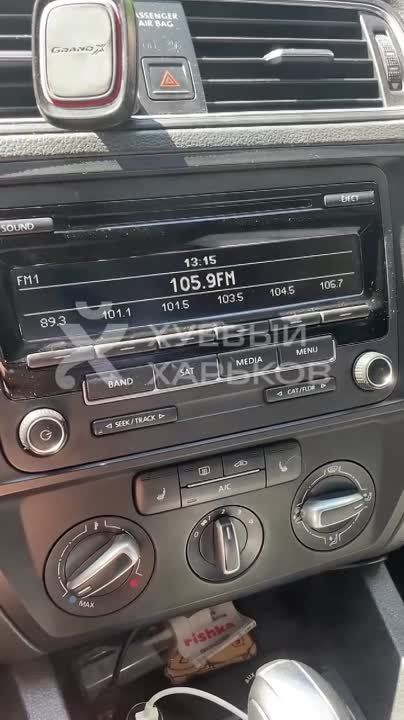 GRAND X
PASSENGER
AIR BAG
SOUND
EJECT
13:15
FM1
105.9FM
89.3 101.1 101.5 103.5 104.5 106.7
ХУЕВЫЙ
ХАРЬКОВ
BAND SAT MEDIA MENU
SEEK/TRACK
CAT/FLDR
A/C
MAX
rishka
AUX